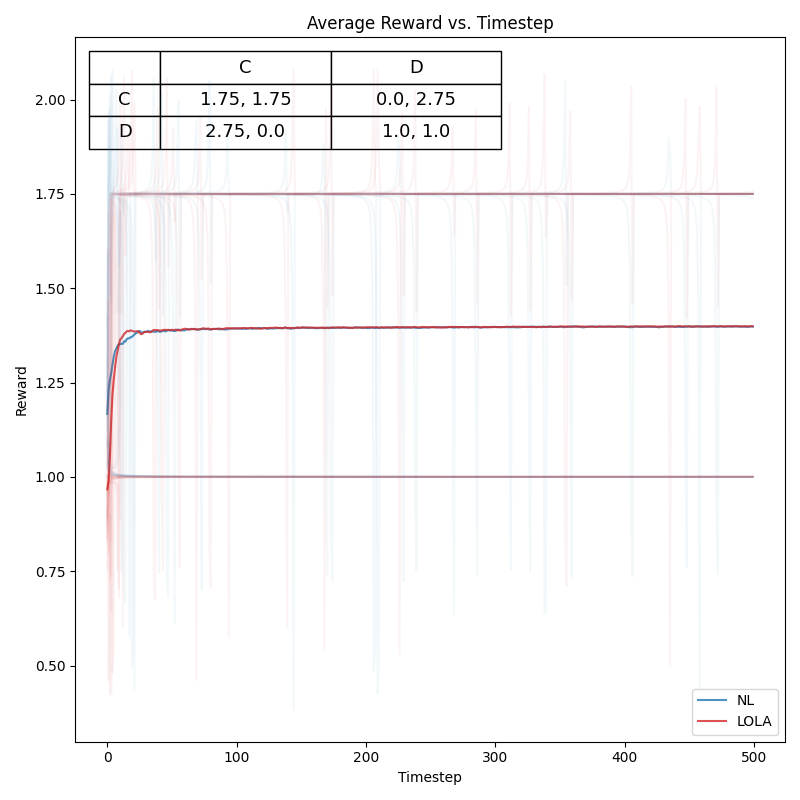 Average Reward vs. Timestep
C D
C 1.75, 1.75 0.0, 2.75
D 2.75, 0.0 1.0, 1.0
2.00
1.75
1.50
1.25
1.00
0.75
0.50
Reward
NL
LOLA
0 100 200 300 400 500
Timestep